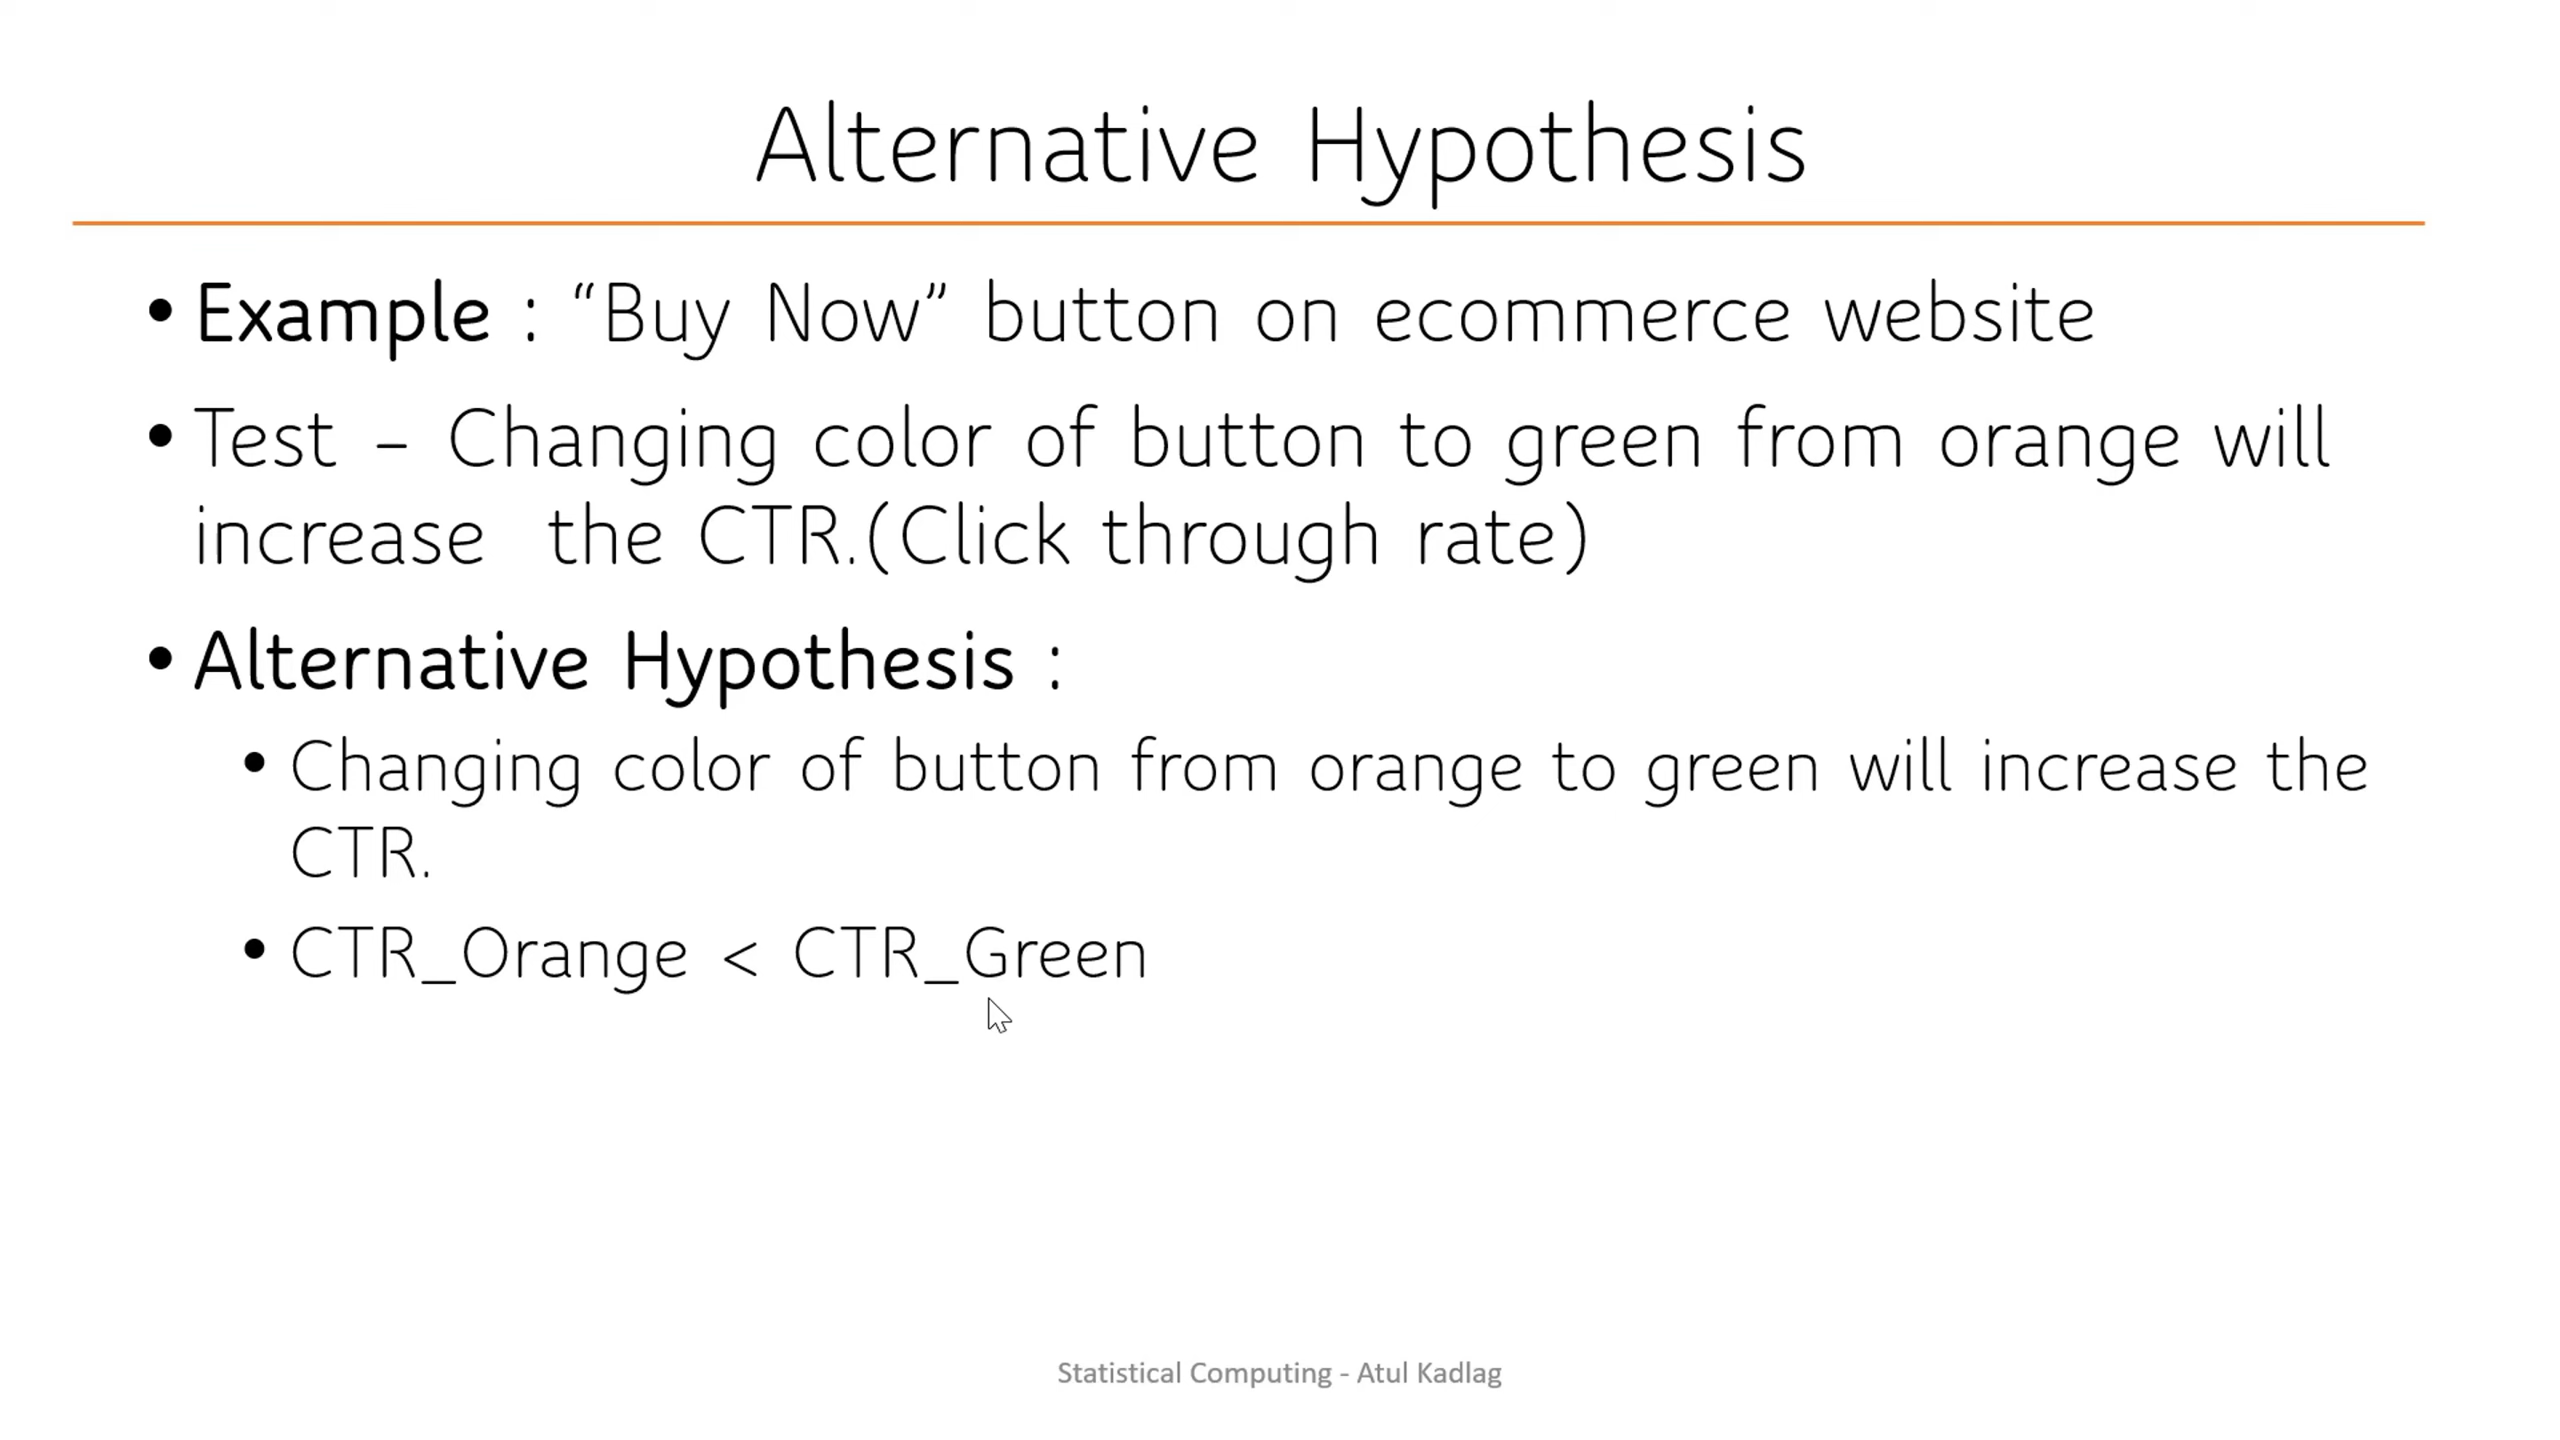 Alternative Hypothesis
• Example : “Buy Now” button on ecommerce website
• Test – Changing color of button to green from orange will
increase the CTR.(Click through rate)
• Alternative Hypothesis :
• Changing color of button from orange to green will increase the
CTR.
• CTR_Orange < CTR_Green
Statistical Computing - Atul Kadlag